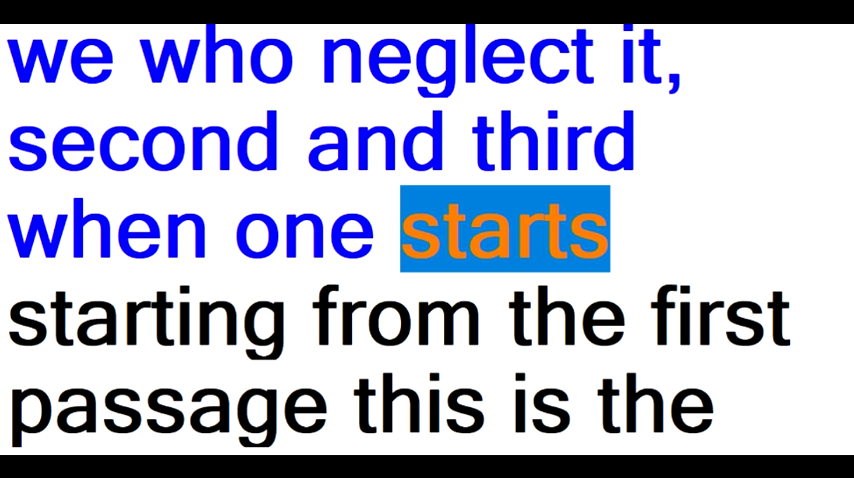 we who neglect it,
second and third
when one starts
starting from the first
passage this is the